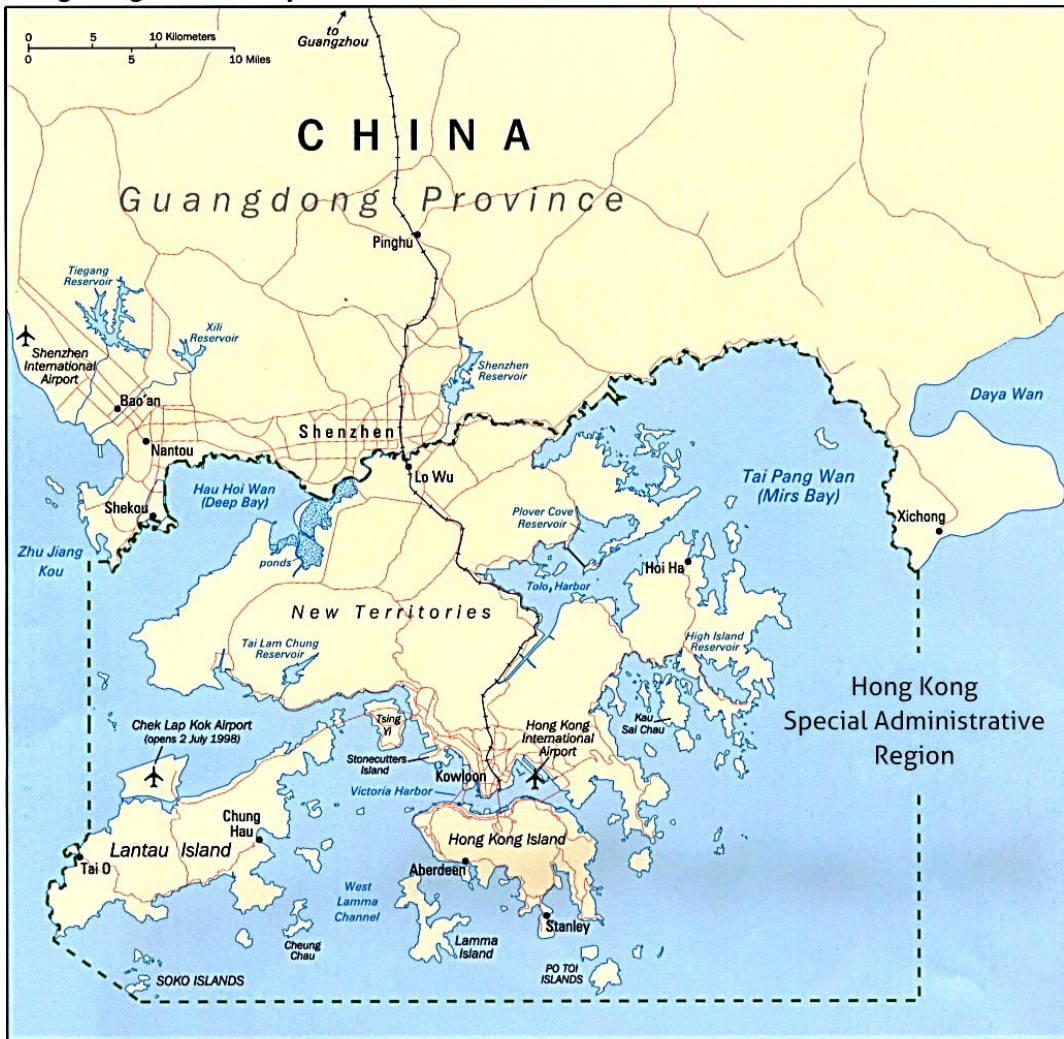 to
Guangzhou
0 5 10 Kilometers
0 5 10 Miles
CHINA
Guangdong Province
Pinghu
Tiegang
Reservoir
Xili
Reservoir
Shenzhen
International
Airport
Shenzhen
Reservoir
Bao'an
Daya Wan
Shenzhen
Nantou
Lo Wu
Tai Pang Wan
(Mirs Bay)
Hau Hoi Wan
(Deep Bay)
Shekou
Plover Cove
Reservoir
Xichong
Zhu Jiang
Kou
ponds
Hoi Ha
Tolo Harbor
New Territories
Tai Lam Chung
Reservoir
High Island
Reservoir
Hong Kong
Special Administrative
Region
Chek Lap Kok Airport
(opens 2 July 1998)
Tsing
Yi
Hong Kong
International
Airport
Kau
Sai Chau
Stonecutters
Island
Kowloon
Victoria Harbor
Chung
Hau
Lantau Island
Hong Kong Island
Tai O
Aberdeen
West
Lamma
Channel
Stanley
Cheung
Chau
Lamma
Island
PO TOI
ISLANDS
SOKO ISLANDS